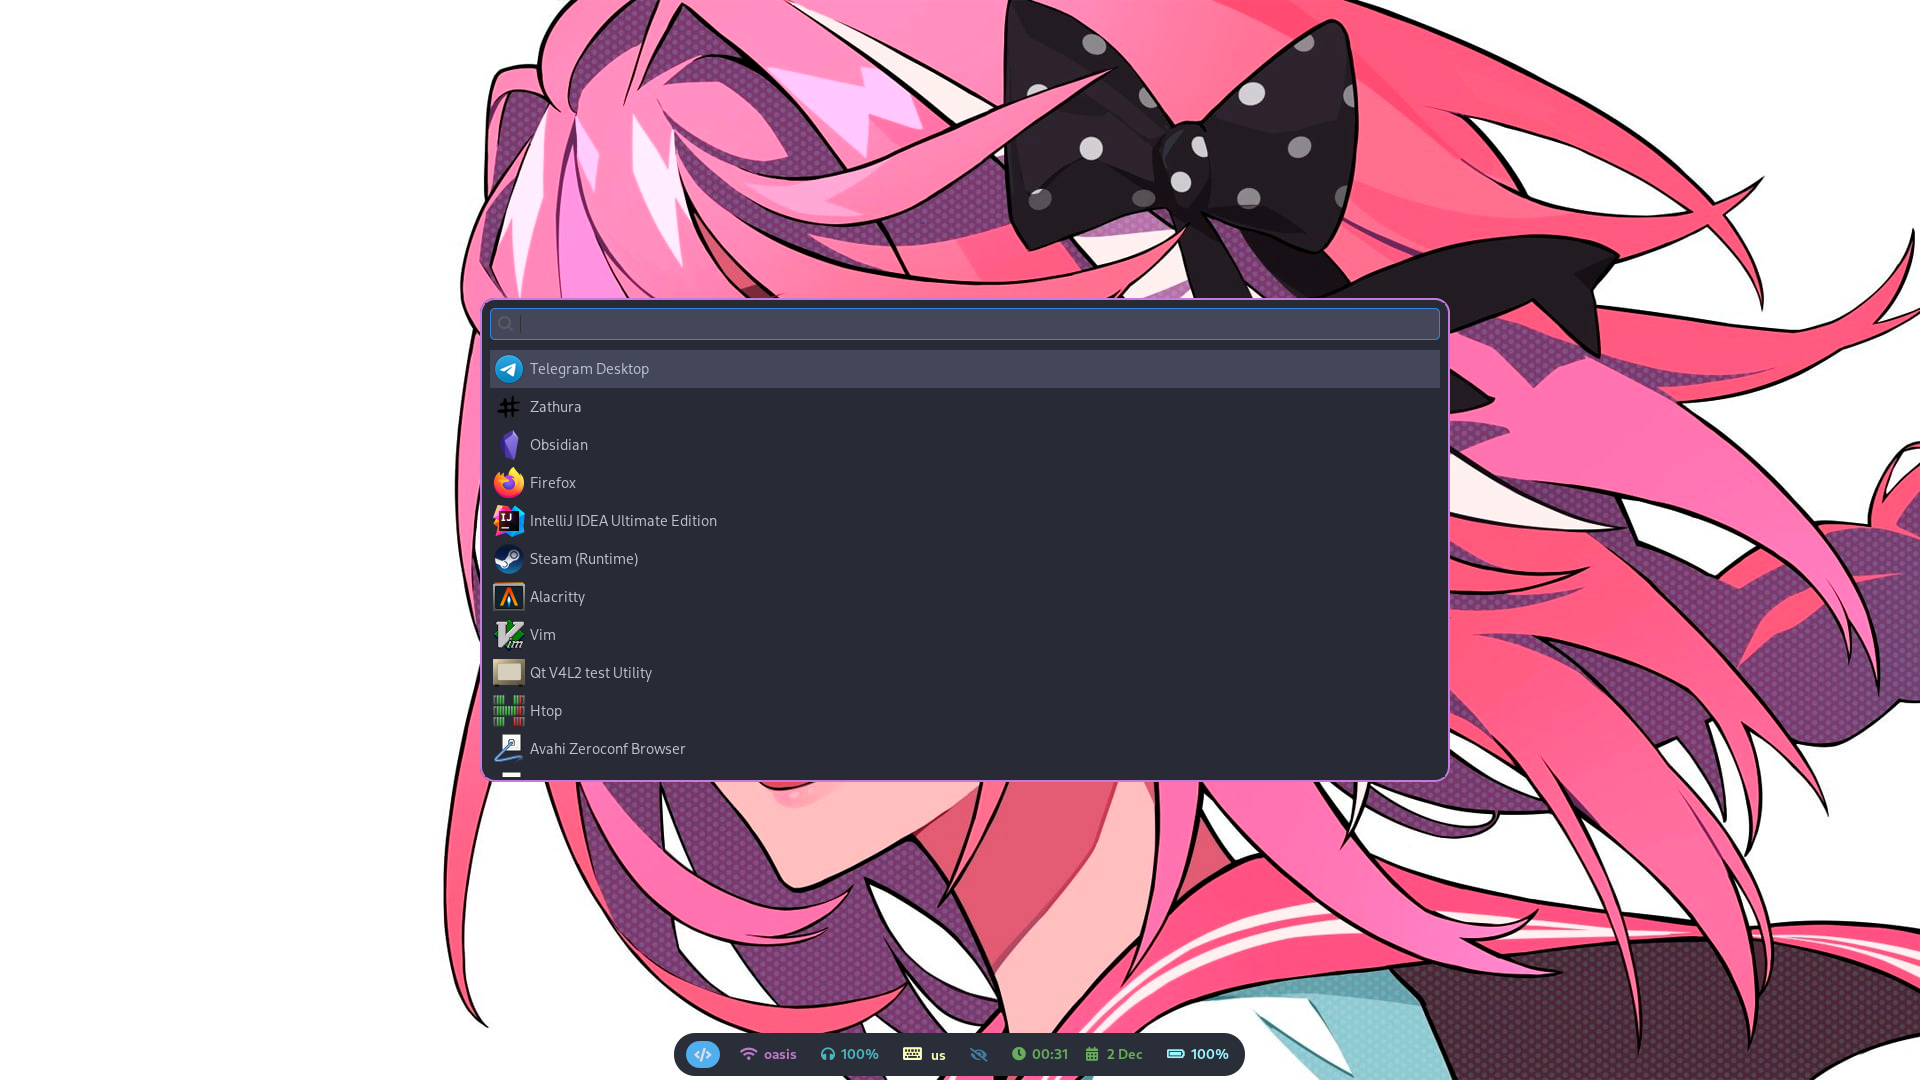 Telegram Desktop
Zathura
Obsidian
Firefox
IJ IntelliJ IDEA Ultimate Edition
Steam (Runtime)
Alacritty
Vim
Qt V4L2 test Utility
Htop
Avahi Zeroconf Browser
</> oasis 100% us 00:31 2 Dec 100%